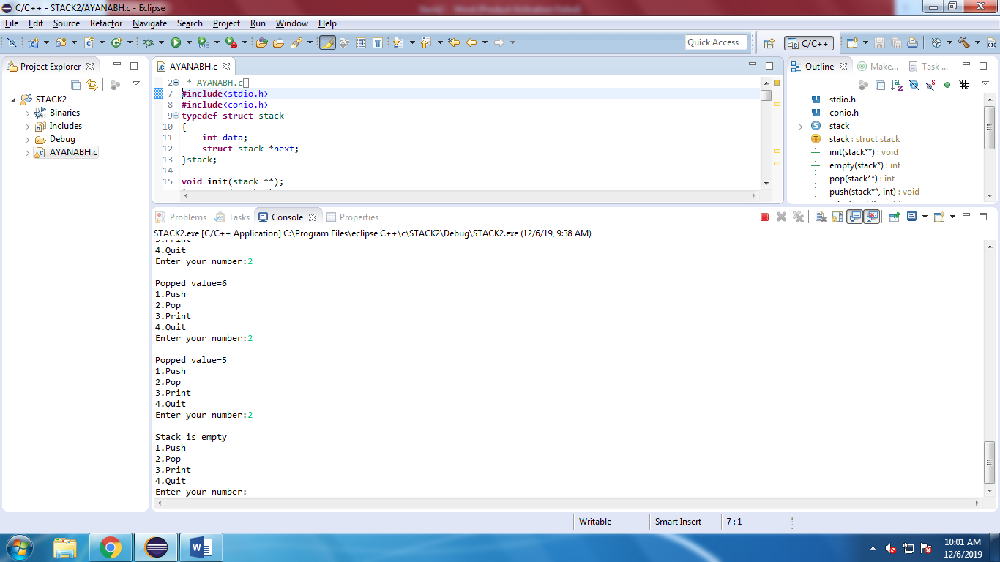 C/C++ - STACK2/AYANABH.c - Eclipse
File Edit Source Refactor Navigate Search Project Run Window Help
Quick Access
C/C++
010
Project Explorer
STACK2
Binaries
Includes
Debug
AYANABH.c
AYANABH.c
2 * AYANABH.c
7 #include<stdio.h>
8 #include<conio.h>
9 typedef struct stack
10 {
11 int data;
12 struct stack *next;
13 }stack;
14
15 void init(stack **);
Outline Make... Task ...
stdio.h
conio.h
stack
stack : struct stack
init(stack**) : void
empty(stack*) : int
pop(stack**) : int
push(stack**, int) : void
Problems Tasks Console Properties
STACK2.exe [C/C++ Application] C:\Program Files\eclipse C++\c\STACK2\Debug\STACK2.exe (12/6/19, 9:38 AM)
3.Print
4.Quit
Enter your number:2
Popped value=6
1.Push
2.Pop
3.Print
4.Quit
Enter your number:2
Popped value=5
1.Push
2.Pop
3.Print
4.Quit
Enter your number:2
Stack is empty
1.Push
2.Pop
3.Print
4.Quit
Enter your number:
Writable Smart Insert 7 : 1
10:01 AM
12/6/2019